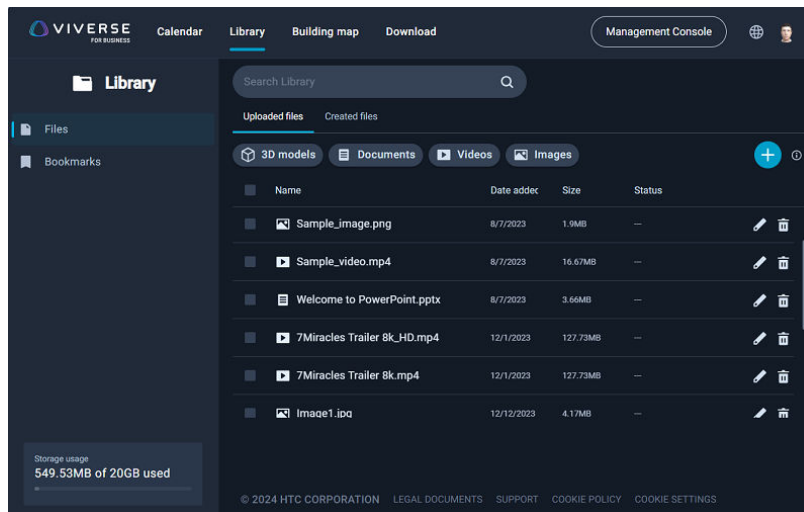 VIVERSE
FOR BUSINESS
Calendar Library Building map Download Management Console
Library
Files
Bookmarks
Storage usage
549.53MB of 20GB used
Search Library
Uploaded files Created files
3D models Documents Videos Images
Name Date addec Size Status
Sample_image.png 8/7/2023 1.9MB ---
Sample_video.mp4 8/7/2023 16.67MB ---
Welcome to PowerPoint.pptx 8/7/2023 3.66MB ---
7Miracles Trailer 8k_HD.mp4 12/1/2023 127.73MB ---
7Miracles Trailer 8k.mp4 12/1/2023 127.73MB ---
Image1.jpg 12/12/2023 4.17MB ---
© 2024 HTC CORPORATION LEGAL DOCUMENTS SUPPORT COOKIE POLICY COOKIE SETTINGS